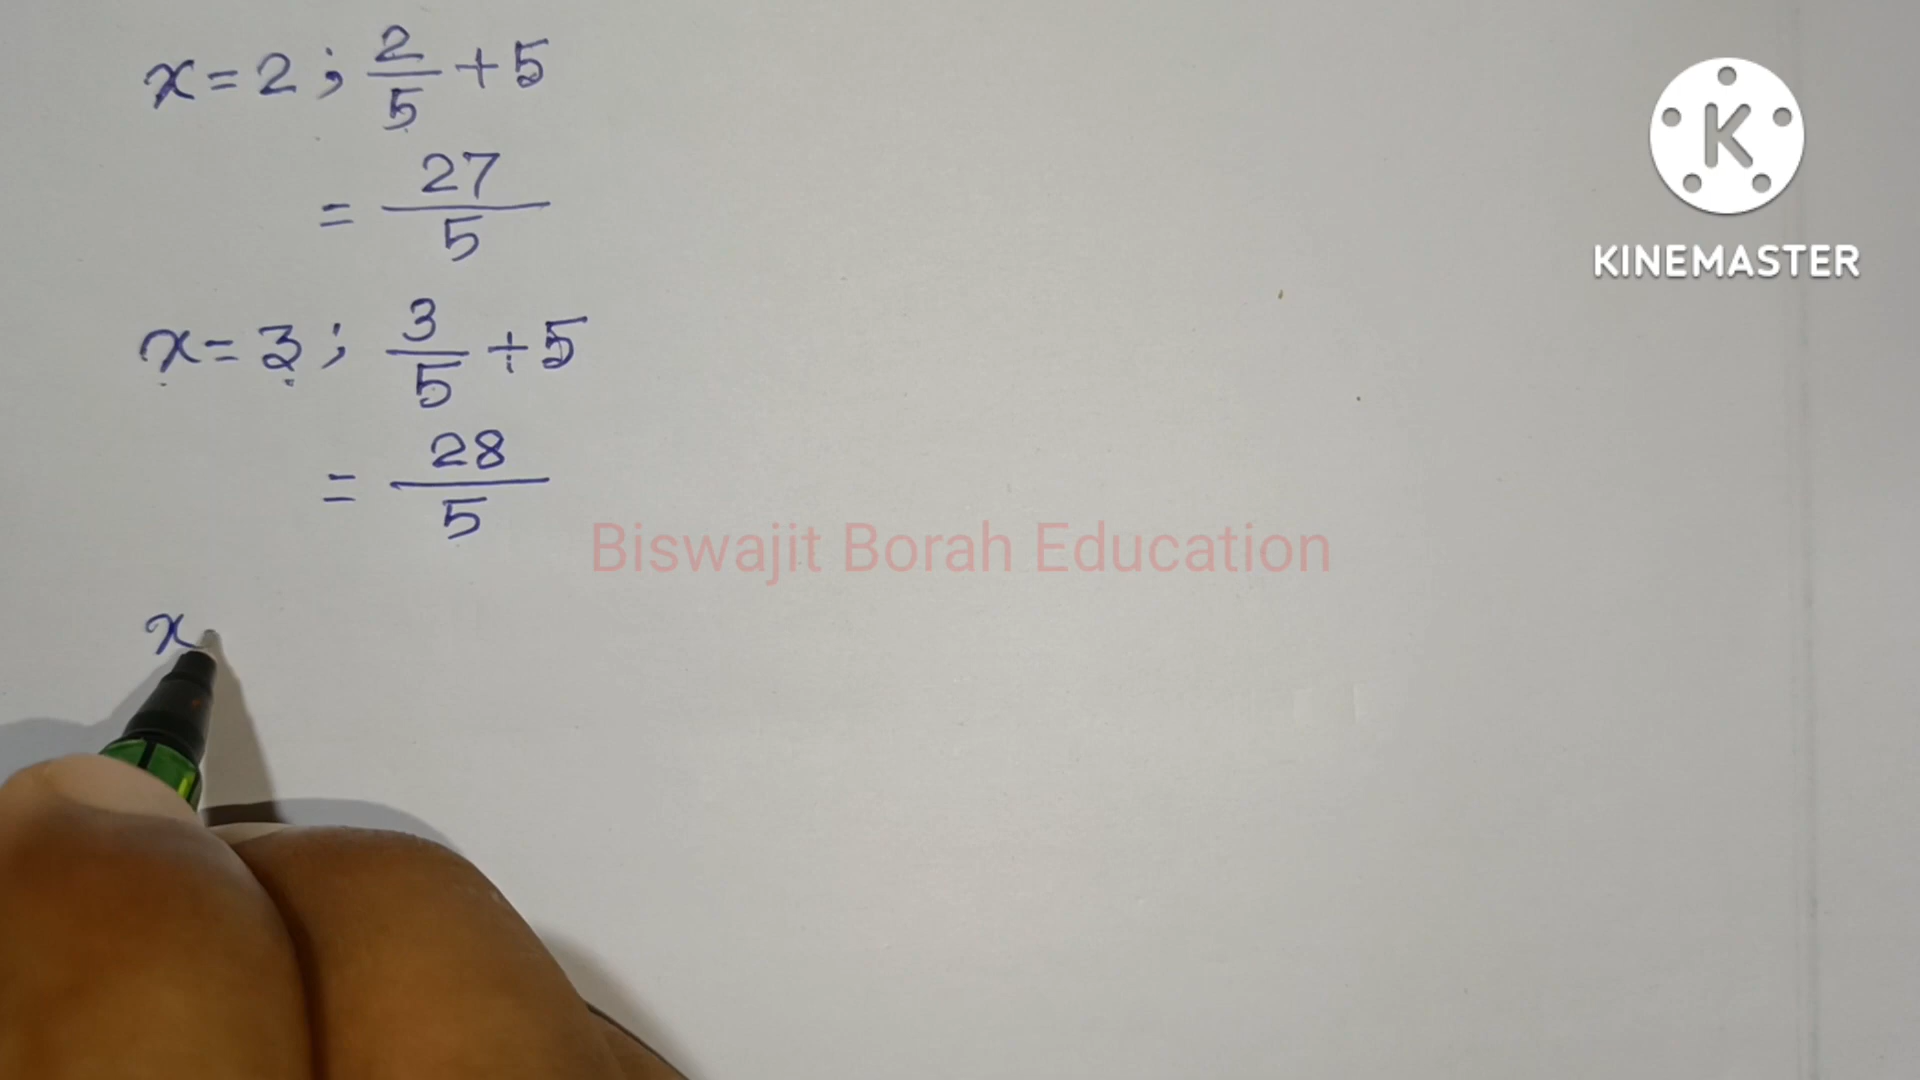 x = 2 ; 2/5 + 5
= 27/5
x = 3 ; 3/5 + 5
= 28/5
x
K
KINEMASTER
Biswajit Borah Education